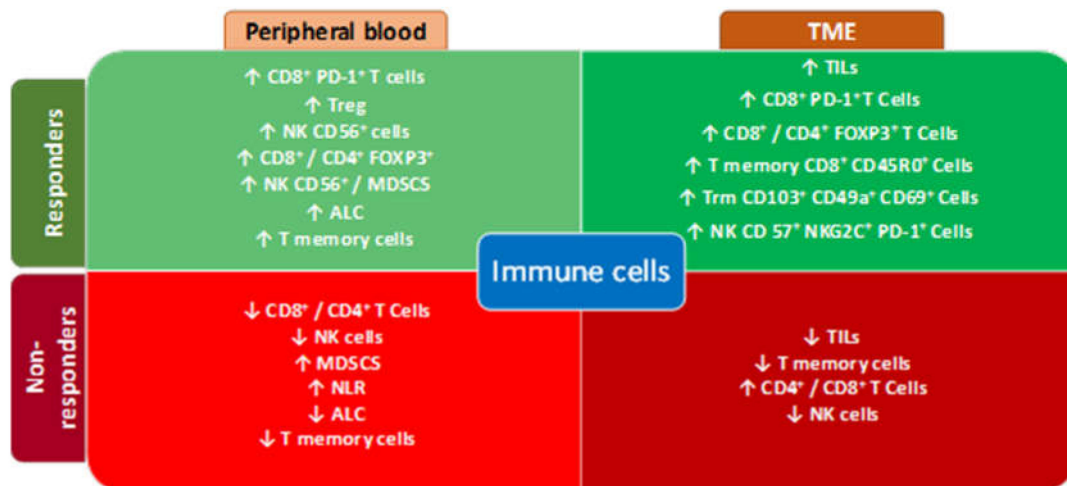 Peripheral blood
TME
Responders
↑ CD8⁺ PD-1⁺ T cells
↑ Treg
↑ NK CD56⁺ cells
↑ CD8⁺ / CD4⁺ FOXP3⁺
↑ NK CD56⁺ / MDSCS
↑ ALC
↑ T memory cells
↑ TILs
↑ CD8⁺ PD-1⁺T Cells
↑ CD8⁺ / CD4⁺ FOXP3⁺ T Cells
↑ T memory CD8⁺ CD45R0⁺ Cells
↑ Trm CD103⁺ CD49a⁺ CD69⁺ Cells
↑ NK CD 57⁺ NKG2C⁺ PD-1⁺ Cells
Immune cells
Non-
responders
↓ CD8⁺ / CD4⁺ T Cells
↓ NK cells
↑ MDSCS
↑ NLR
↓ ALC
↓ T memory cells
↓ TILs
↓ T memory cells
↑ CD4⁺ / CD8⁺ T Cells
↓ NK cells